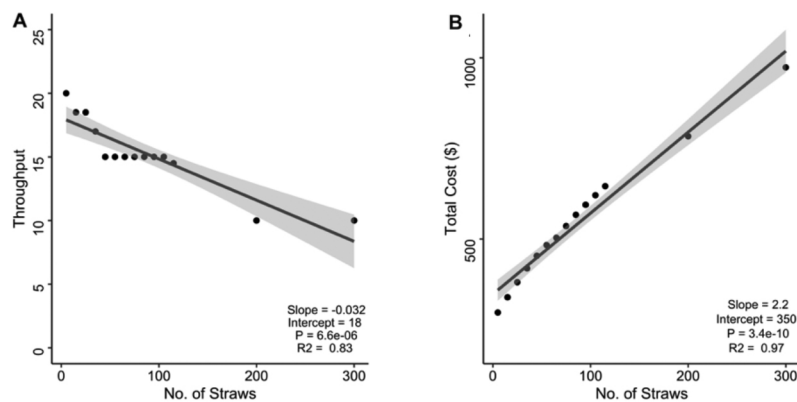 A
Throughput
25
20
15
10
5
0
0 100 200 300
No. of Straws
Slope = -0.032
Intercept = 18
P = 6.6e-06
R2 = 0.83
B
Total Cost ($)
1000
500
0 100 200 300
No. of Straws
Slope = 2.2
Intercept = 350
P = 3.4e-10
R2 = 0.97